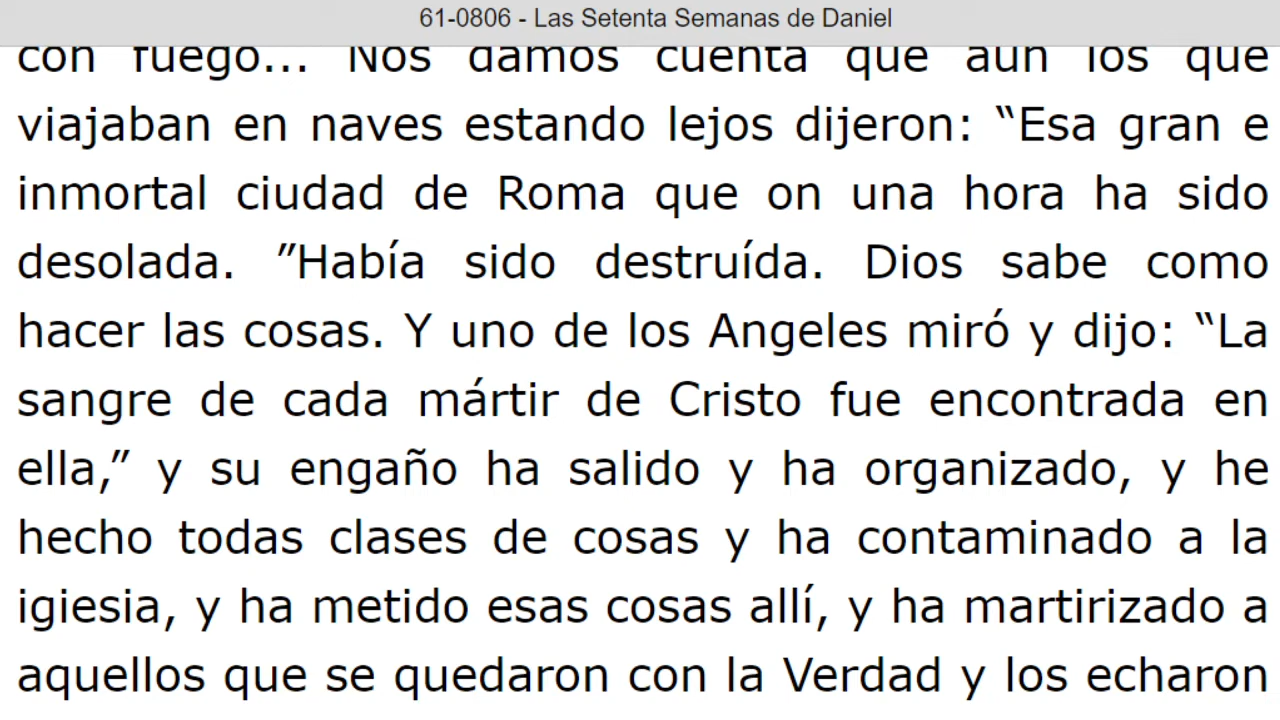 61-0806 - Las Setenta Semanas de Daniel
con fuego... Nos damos cuenta que aun los que
viajaban en naves estando lejos dijeron: “Esa gran e
inmortal ciudad de Roma que on una hora ha sido
desolada. ”Había sido destruída. Dios sabe como
hacer las cosas. Y uno de los Angeles miró y dijo: “La
sangre de cada mártir de Cristo fue encontrada en
ella,” y su engaño ha salido y ha organizado, y he
hecho todas clases de cosas y ha contaminado a la
igiesia, y ha metido esas cosas allí, y ha martirizado a
aquellos que se quedaron con la Verdad y los echaron